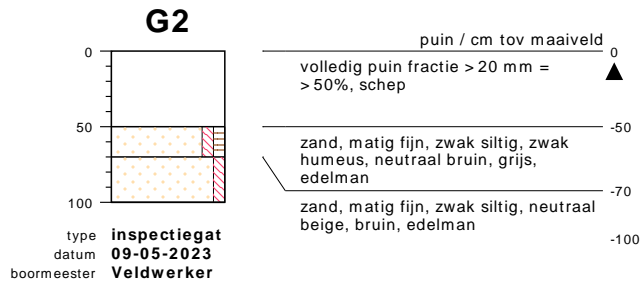 G2
puin / cm tov maaiveld
0
0
volledig puin fractie > 20 mm =
> 50%, schep
50
-50
zand, matig fijn, zwak siltig, zwak
humeus, neutraal bruin, grijs,
edelman
-70
zand, matig fijn, zwak siltig, neutraal
beige, bruin, edelman
100
-100
type inspectiegat
datum 09-05-2023
boormeester Veldwerker